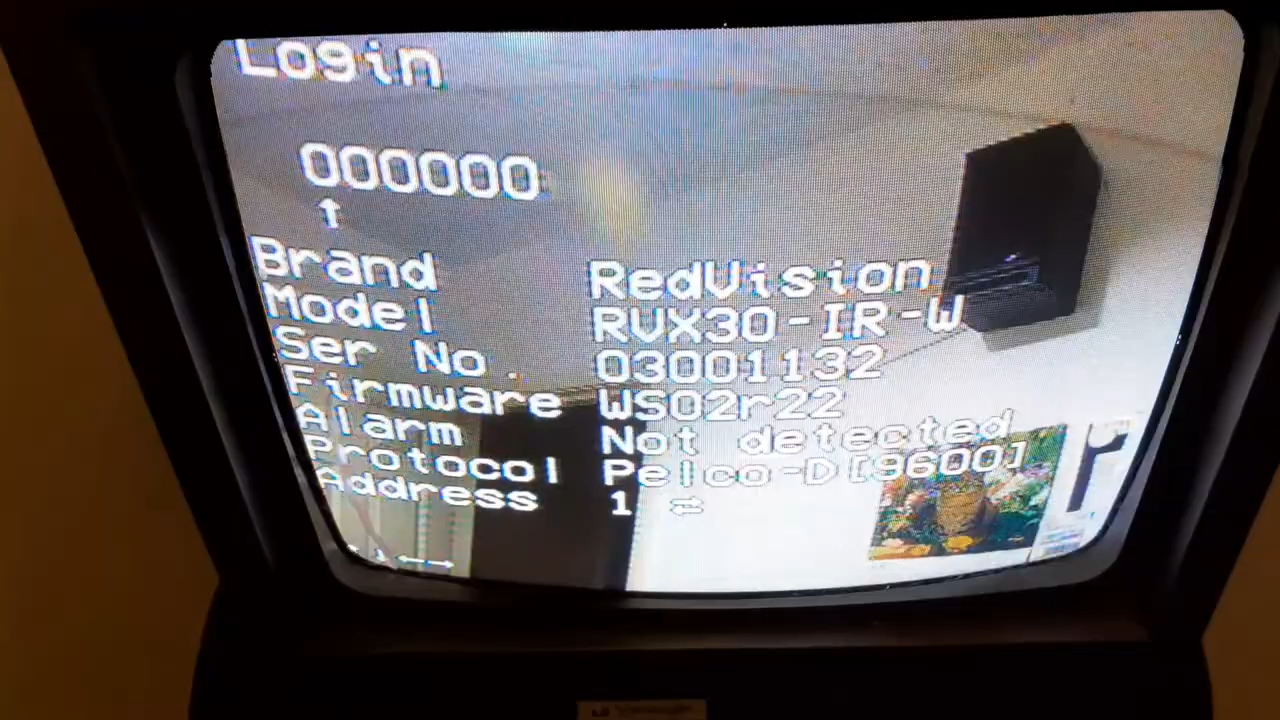 Login
000000
↑
Brand RedVision
Model RVX30-IR-W
Ser No. 03001132
Firmware WS02r22
Alarm Not detected
Protocol Pelco-D[9600]
Address 1 ⇄